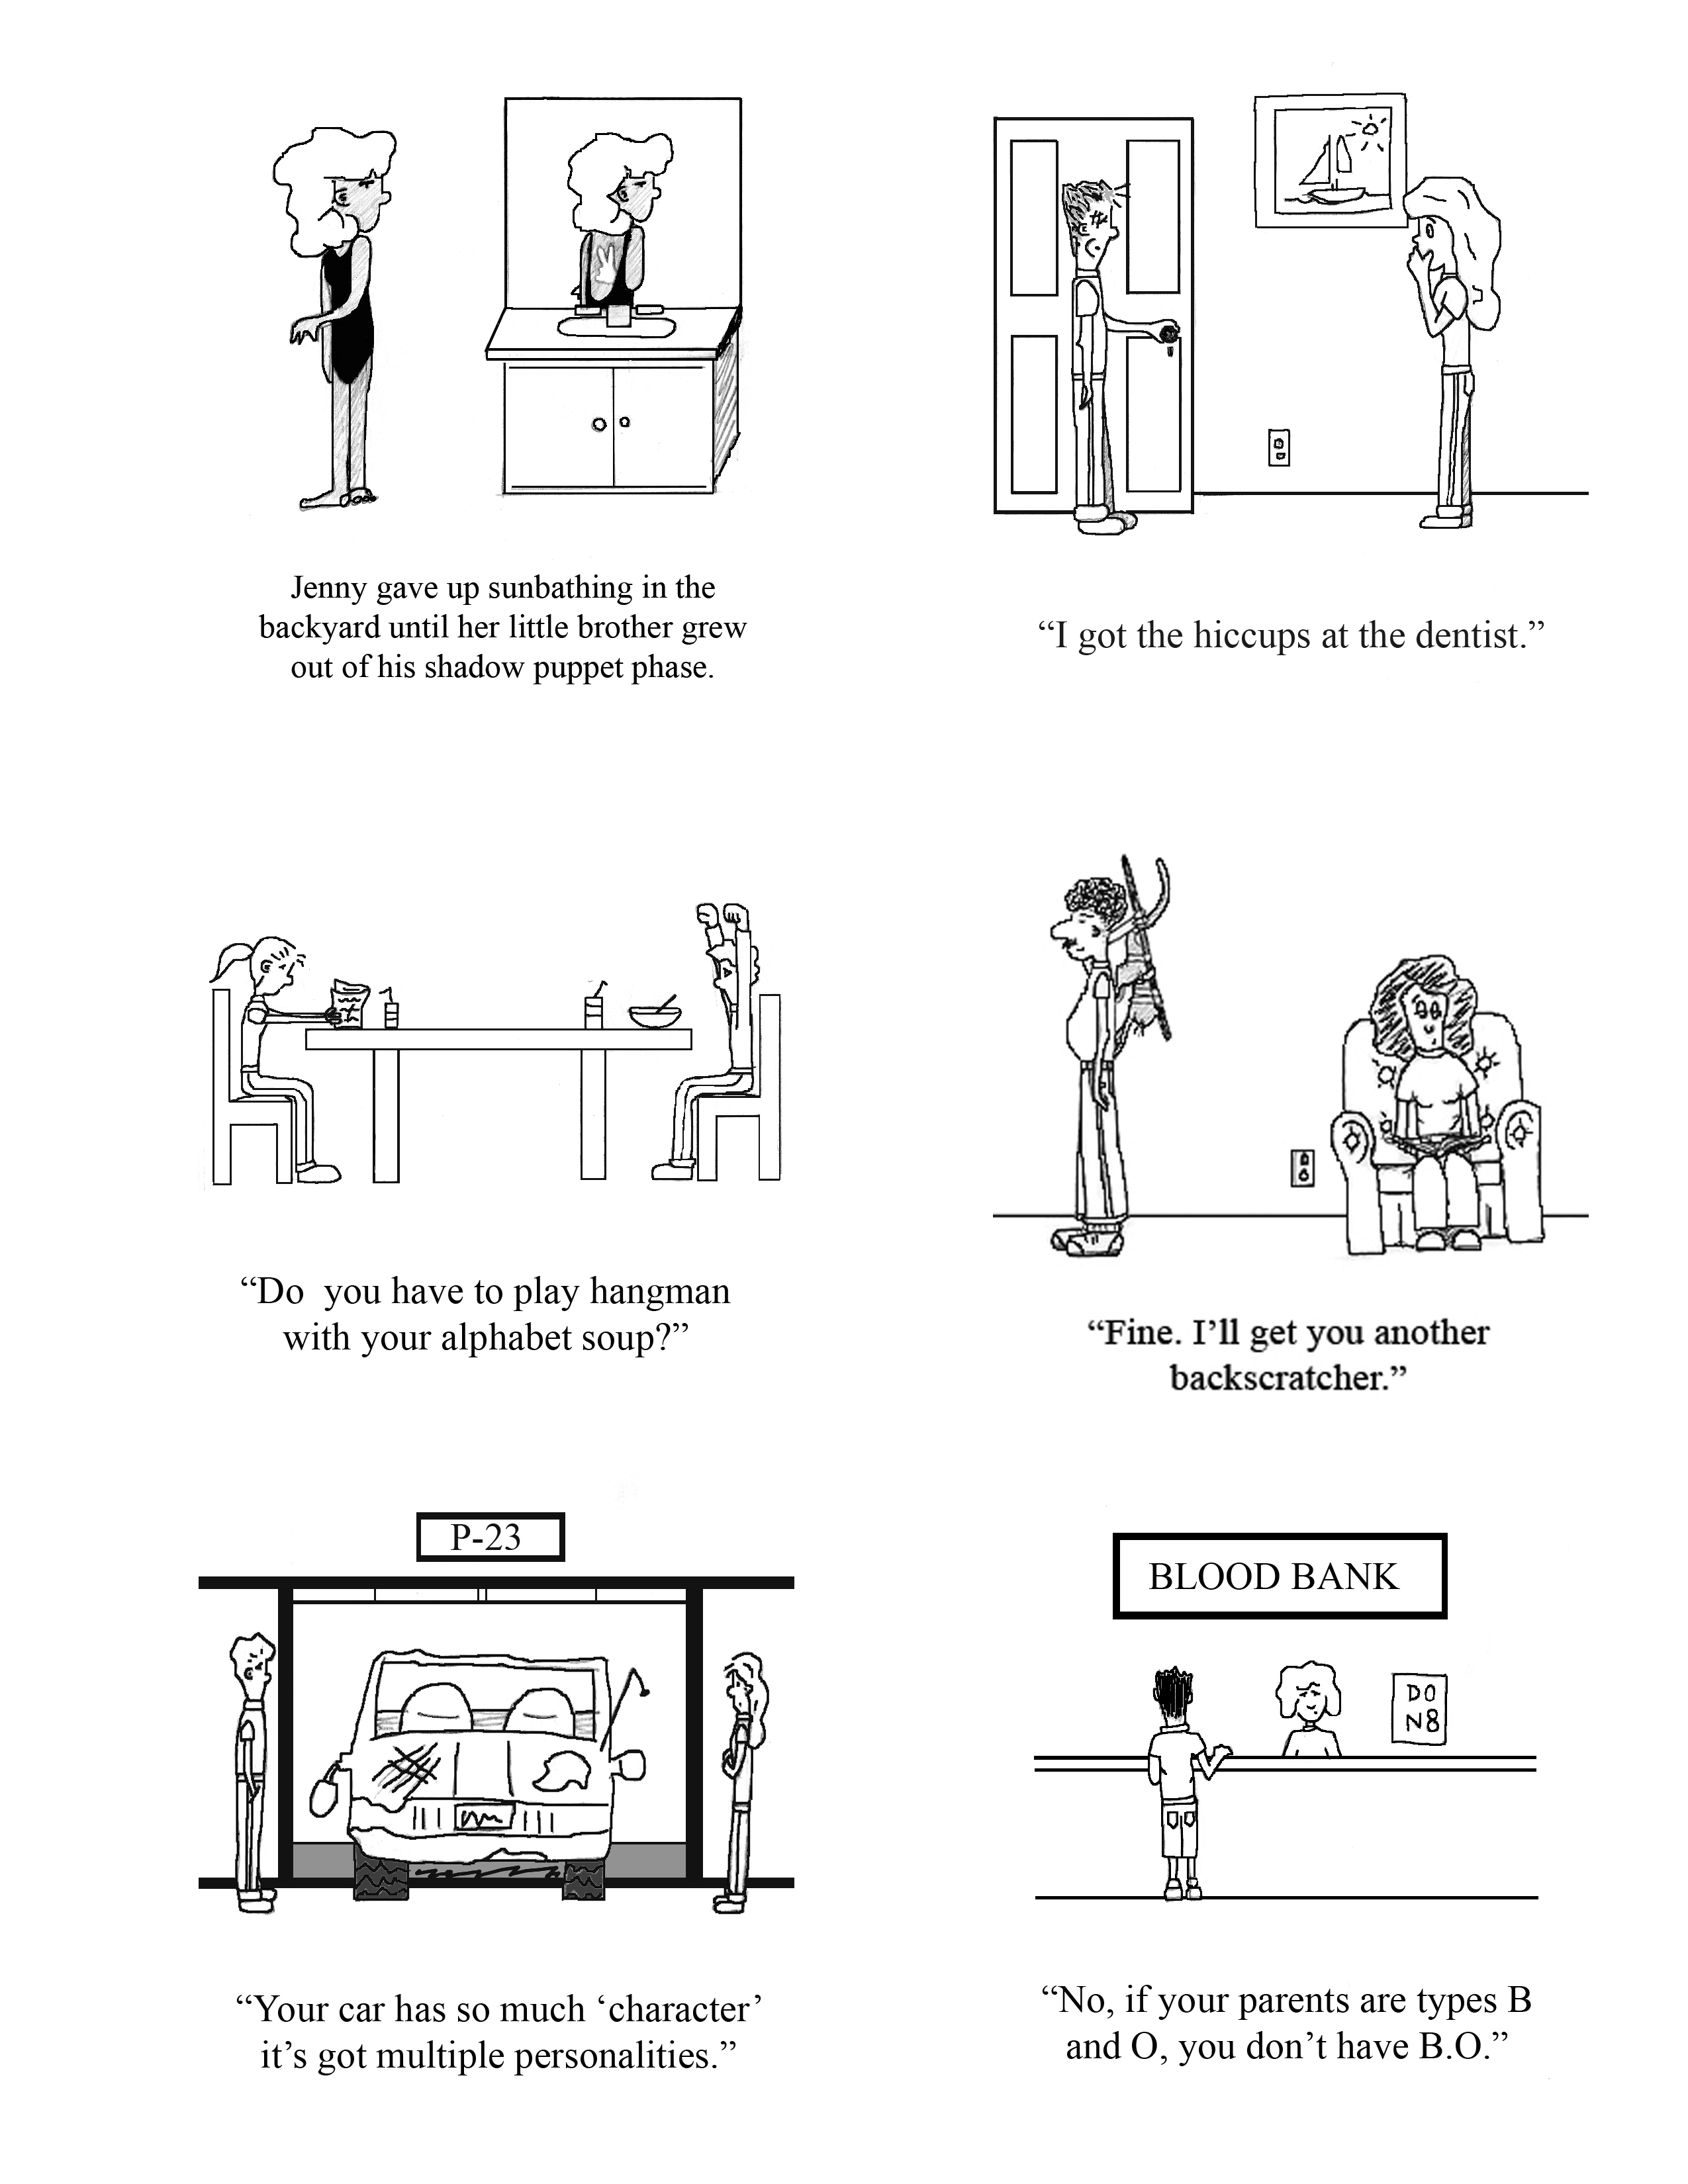 Jenny gave up sunbathing in the
backyard until her little brother grew
out of his shadow puppet phase.
“I got the hiccups at the dentist.”
“Do  you have to play hangman
with your alphabet soup?”
“Fine. I’ll get you another
backscratcher.”
P-23
“Your car has so much ‘character’
it’s got multiple personalities.”
BLOOD BANK
DO
N8
“No, if your parents are types B
and O, you don’t have B.O.”